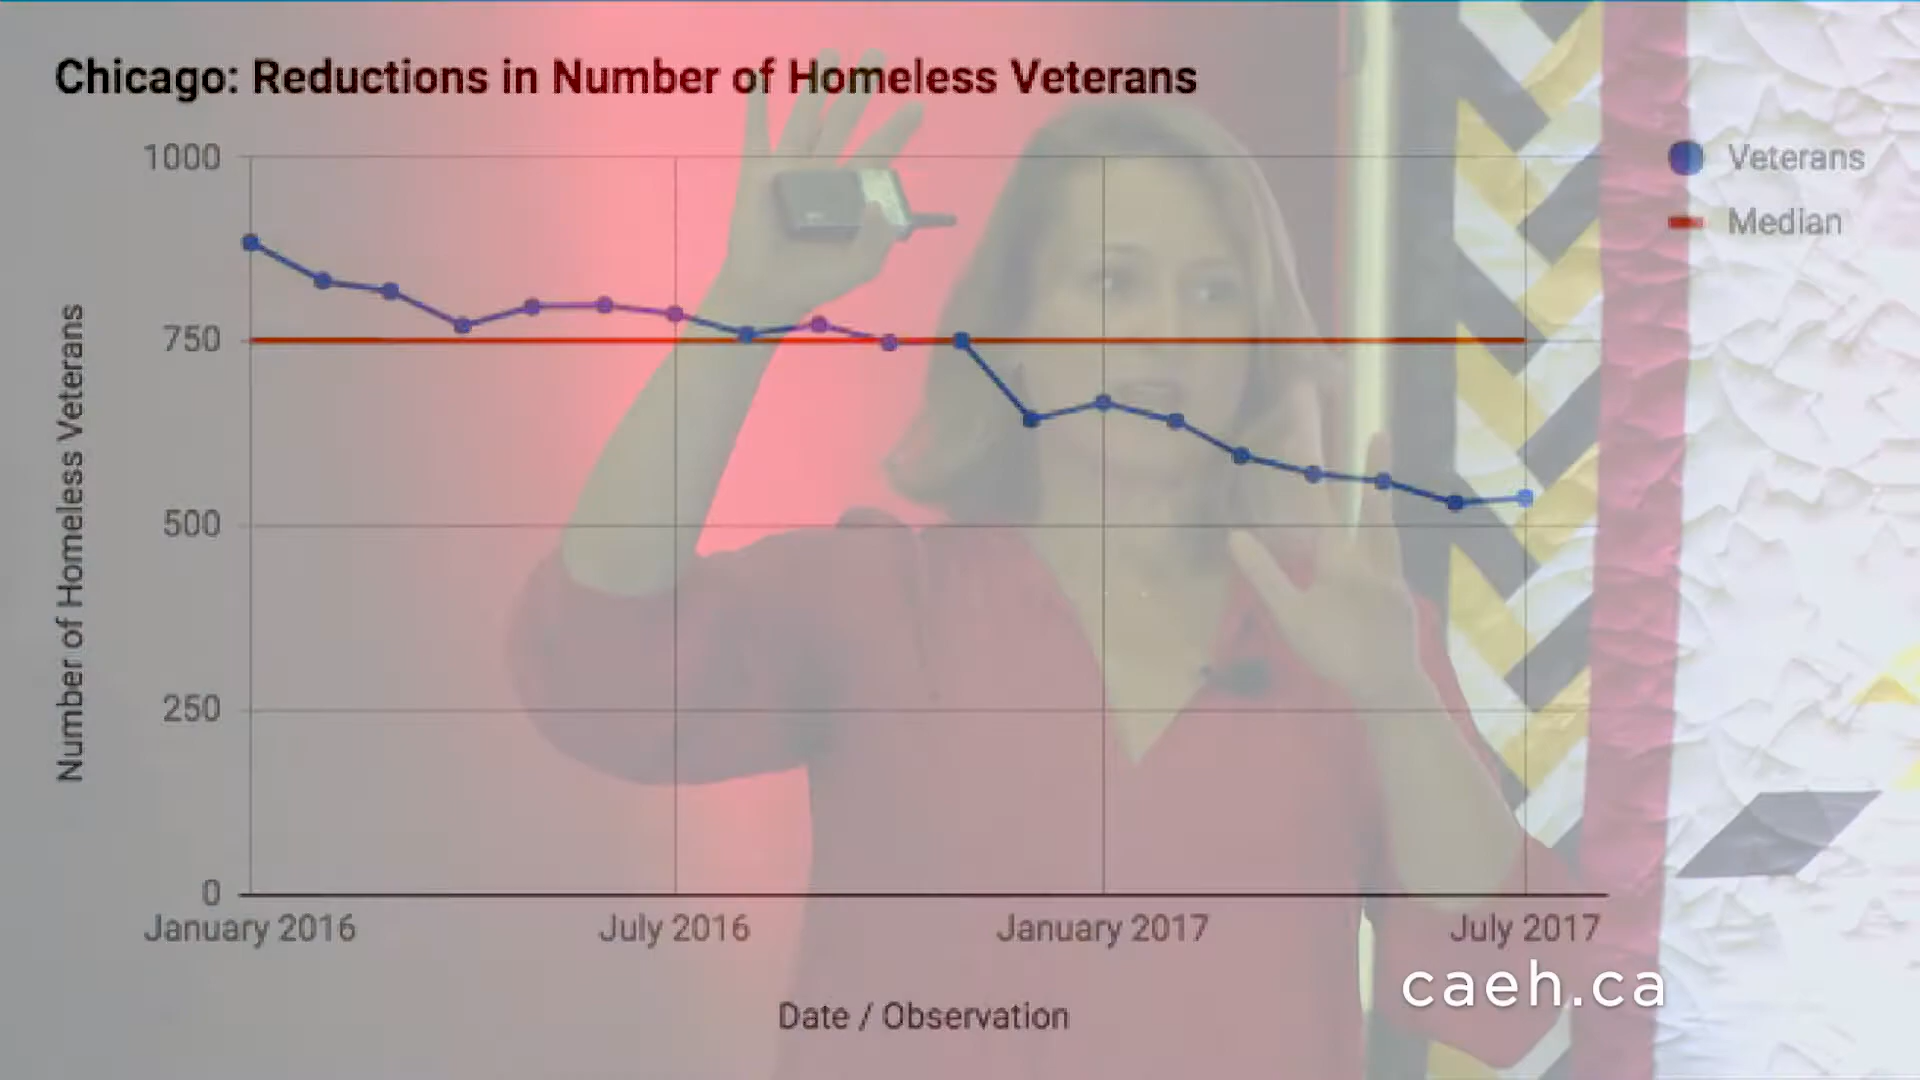 Chicago: Reductions in Number of Homeless Veterans
1000
750
500
250
0
Number of Homeless Veterans
January 2016
July 2016
January 2017
July 2017
Date / Observation
Veterans
Median
caeh.ca